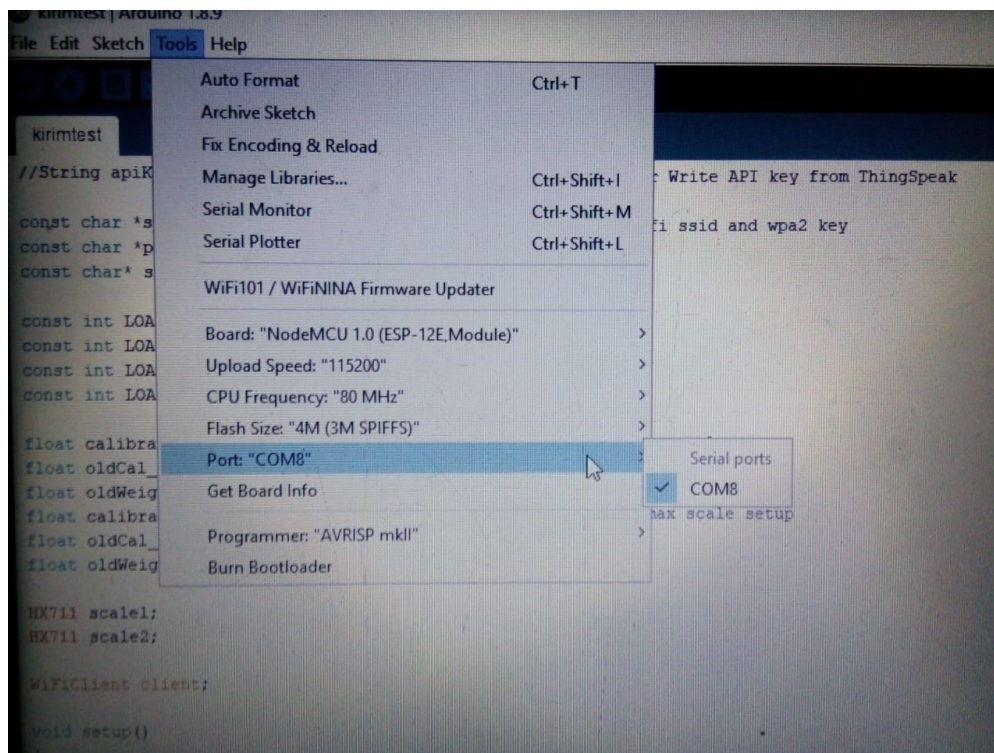 kirimtest | Arduino 1.8.9
File Edit Sketch Tools Help
kirimtest
Auto Format Ctrl+T
Archive Sketch
Fix Encoding & Reload
Manage Libraries... Ctrl+Shift+I
Serial Monitor Ctrl+Shift+M
Serial Plotter Ctrl+Shift+L
WiFi101 / WiFiNINA Firmware Updater
Board: "NodeMCU 1.0 (ESP-12E Module)"
Upload Speed: "115200"
CPU Frequency: "80 MHz"
Flash Size: "4M (3M SPIFFS)"
Port: "COM8"
Get Board Info
Programmer: "AVRISP mkII"
Burn Bootloader
Serial ports
COM8
//String apiK r Write API key from ThingSpeak
const char *s fi ssid and wpa2 key
const char *p
const char* s
const int LOA
const int LOA
const int LOA
const int LOA
float calibra
float oldCal_
float oldWeig
float calibra max scale setup
float oldCal_
float oldWeig
HX711 scale1;
HX711 scale2;
WiFiClient client;
void setup()